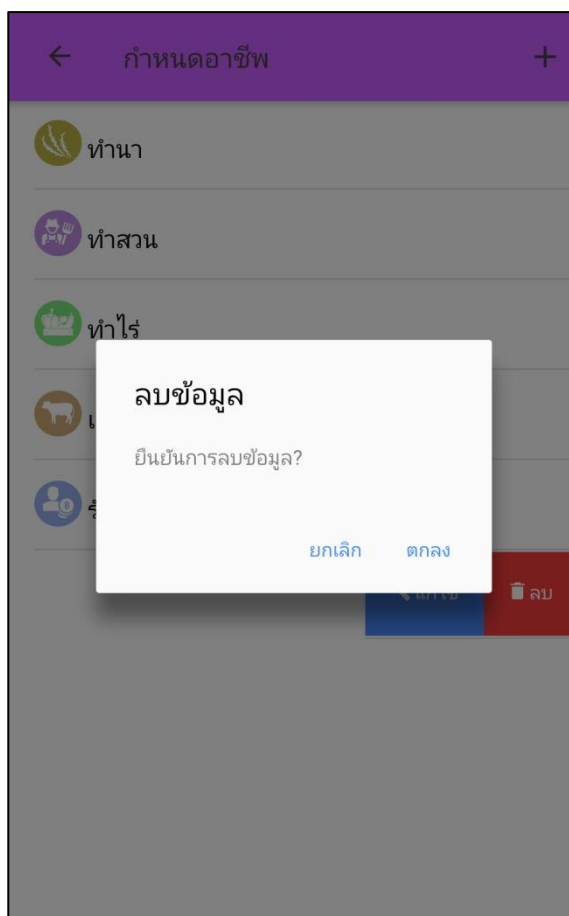 กำหนดอาชีพ
ทำนา
ทำสวน
ทำไร่
ลบข้อมูล
ยืนยันการลบข้อมูล?
ยกเลิก ตกลง
ลบ